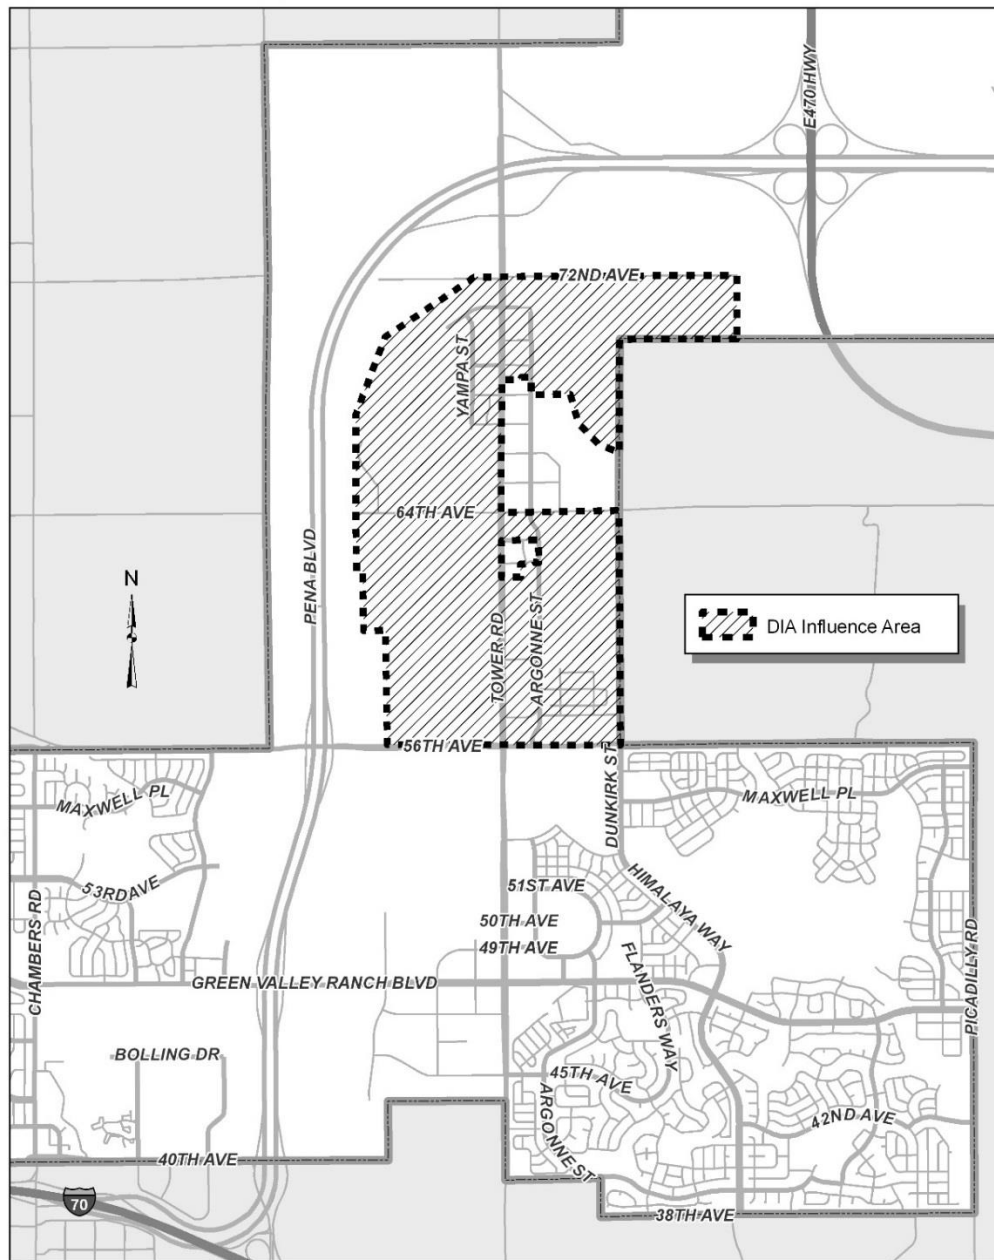 E470 HWY
72ND AVE
YAMPA ST
64TH AVE
PENA BLVD
N
TOWER RD
ARGONNE ST
DIA Influence Area
56TH AVE
DUNKIRK ST
MAXWELL PL
MAXWELL PL
53RD AVE
51ST AVE
HIMALAYA WAY
50TH AVE
49TH AVE
CHAMBERS RD
GREEN VALLEY RANCH BLVD
FLANDERS WAY
PICADILLY RD
BOLLING DR
45TH AVE
ARGONNE ST
42ND AVE
40TH AVE
70
38TH AVE